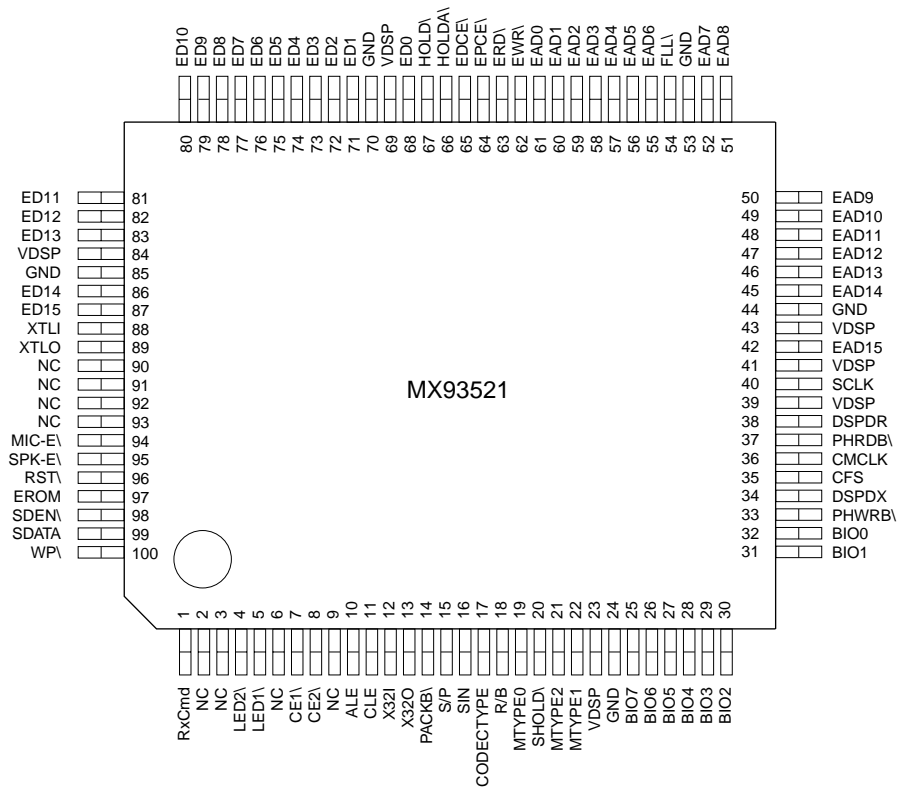 ED10
ED9
ED8
ED7
ED6
ED5
ED4
ED3
ED2
ED1
GND
VDSP
ED0
HOLD\
HOLDA\
EDCE\
EPCE\
ERD\
EWR\
EAD0
EAD1
EAD2
EAD3
EAD4
EAD5
EAD6
FLL\
GND
EAD7
EAD8
80
79
78
77
76
75
74
73
72
71
70
69
68
67
66
65
64
63
62
61
60
59
58
57
56
55
54
53
52
51
ED11 81
ED12 82
ED13 83
VDSP 84
GND 85
ED14 86
ED15 87
XTLI 88
XTLO 89
NC 90
NC 91
NC 92
NC 93
MIC-E\ 94
SPK-E\ 95
RST\ 96
EROM 97
SDEN\ 98
SDATA 99
WP\ 100
MX93521
50 EAD9
49 EAD10
48 EAD11
47 EAD12
46 EAD13
45 EAD14
44 GND
43 VDSP
42 EAD15
41 VDSP
40 SCLK
39 VDSP
38 DSPDR
37 PHRDB\
36 CMCLK
35 CFS
34 DSPDX
33 PHWRB\
32 BIO0
31 BIO1
1
2
3
4
5
6
7
8
9
10
11
12
13
14
15
16
17
18
19
20
21
22
23
24
25
26
27
28
29
30
RxCmd
NC
NC
LED2\
LED1\
NC
CE1\
CE2\
NC
ALE
CLE
X32I
X32O
PACKB\
S/P
SIN
CODECTYPE
R/B
MTYPE0
SHOLD\
MTYPE2
MTYPE1
VDSP
GND
BIO7
BIO6
BIO5
BIO4
BIO3
BIO2